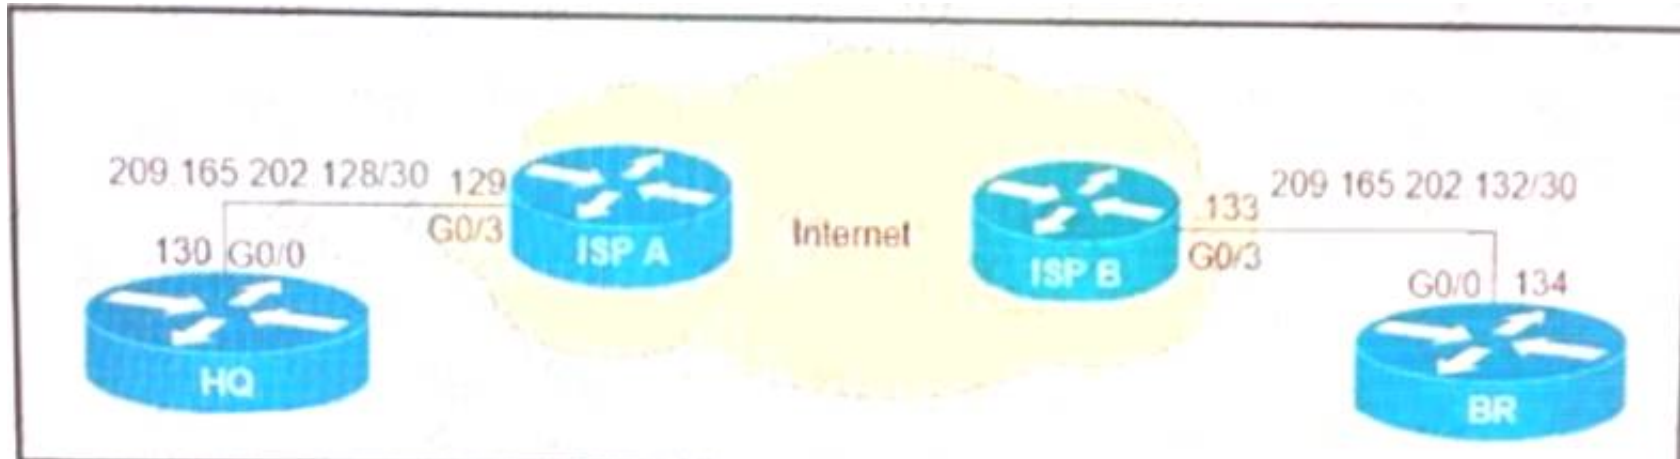 209 165 202 128/30
129
G0/3
130 G0/0
HQ
ISP A
Internet
ISP B
133
G0/3
209 165 202 132/30
G0/0 134
BR